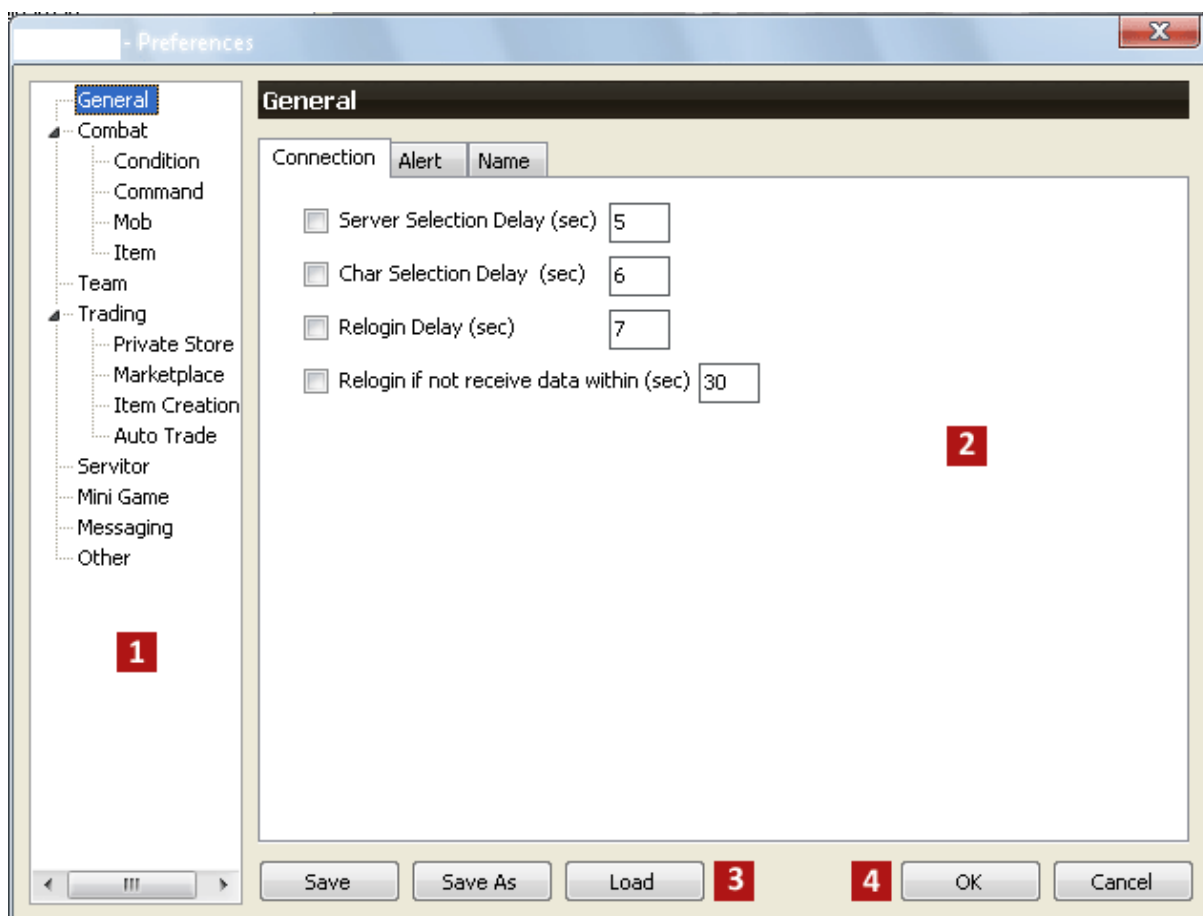 - Preferences
X
General
Combat
Condition
Command
Mob
Item
Team
Trading
Private Store
Marketplace
Item Creation
Auto Trade
Servitor
Mini Game
Messaging
Other
1
General
Connection Alert Name
Server Selection Delay (sec) 5
Char Selection Delay (sec) 6
Relogin Delay (sec) 7
Relogin if not receive data within (sec) 30
2
Save Save As Load 3 4 OK Cancel